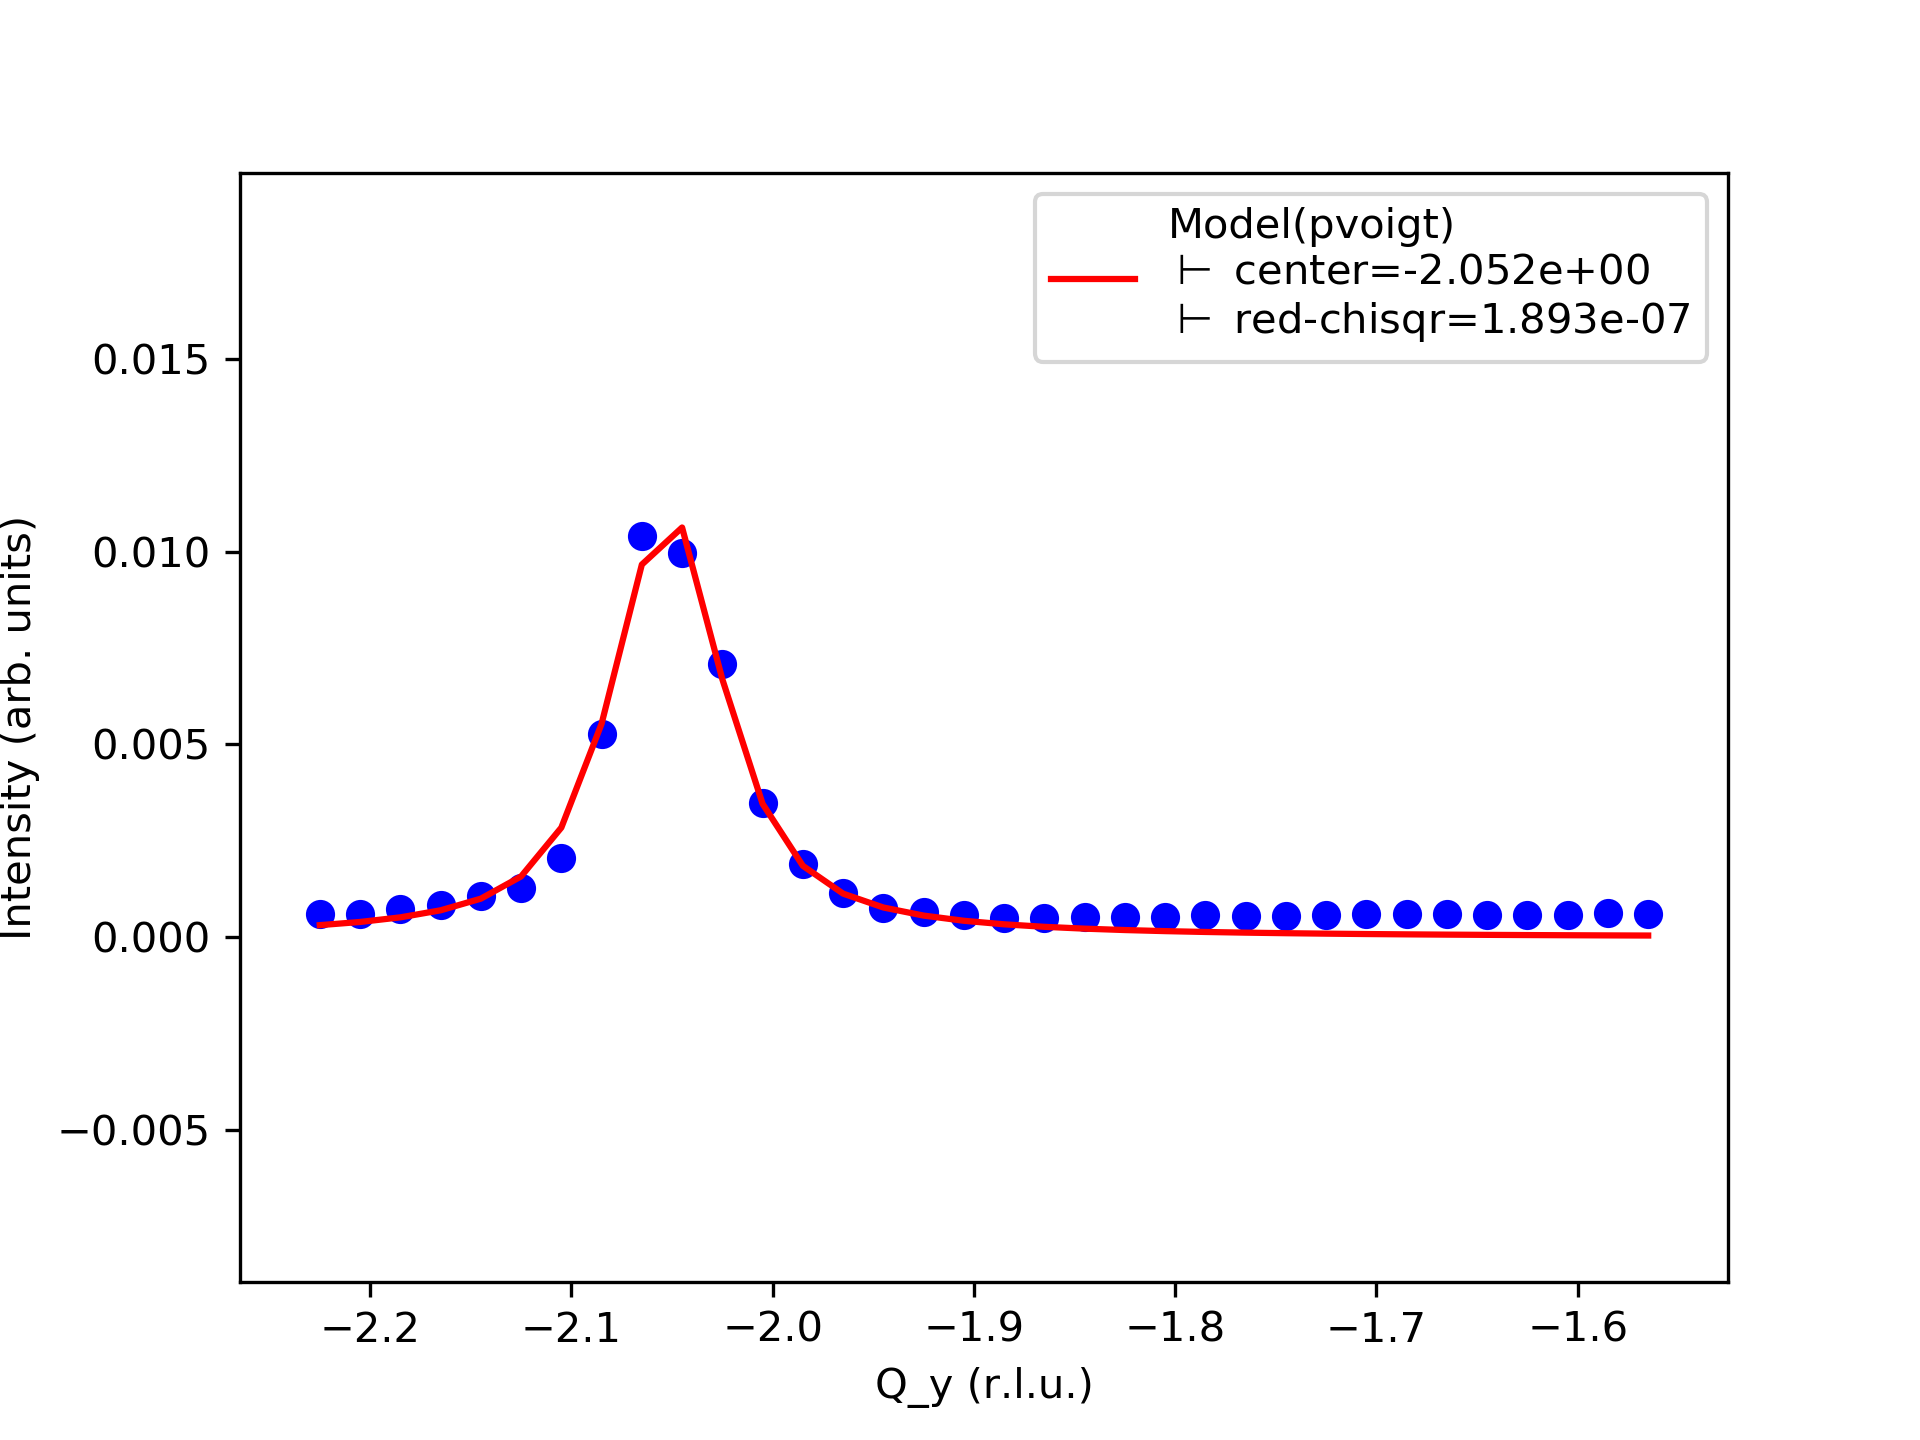 Model(pvoigt)
⊢ center=-2.052e+00
⊢ red-chisqr=1.893e-07
0.015
0.010
0.005
0.000
−0.005
Intensity (arb. units)
−2.2 −2.1 −2.0 −1.9 −1.8 −1.7 −1.6
Q_y (r.l.u.)